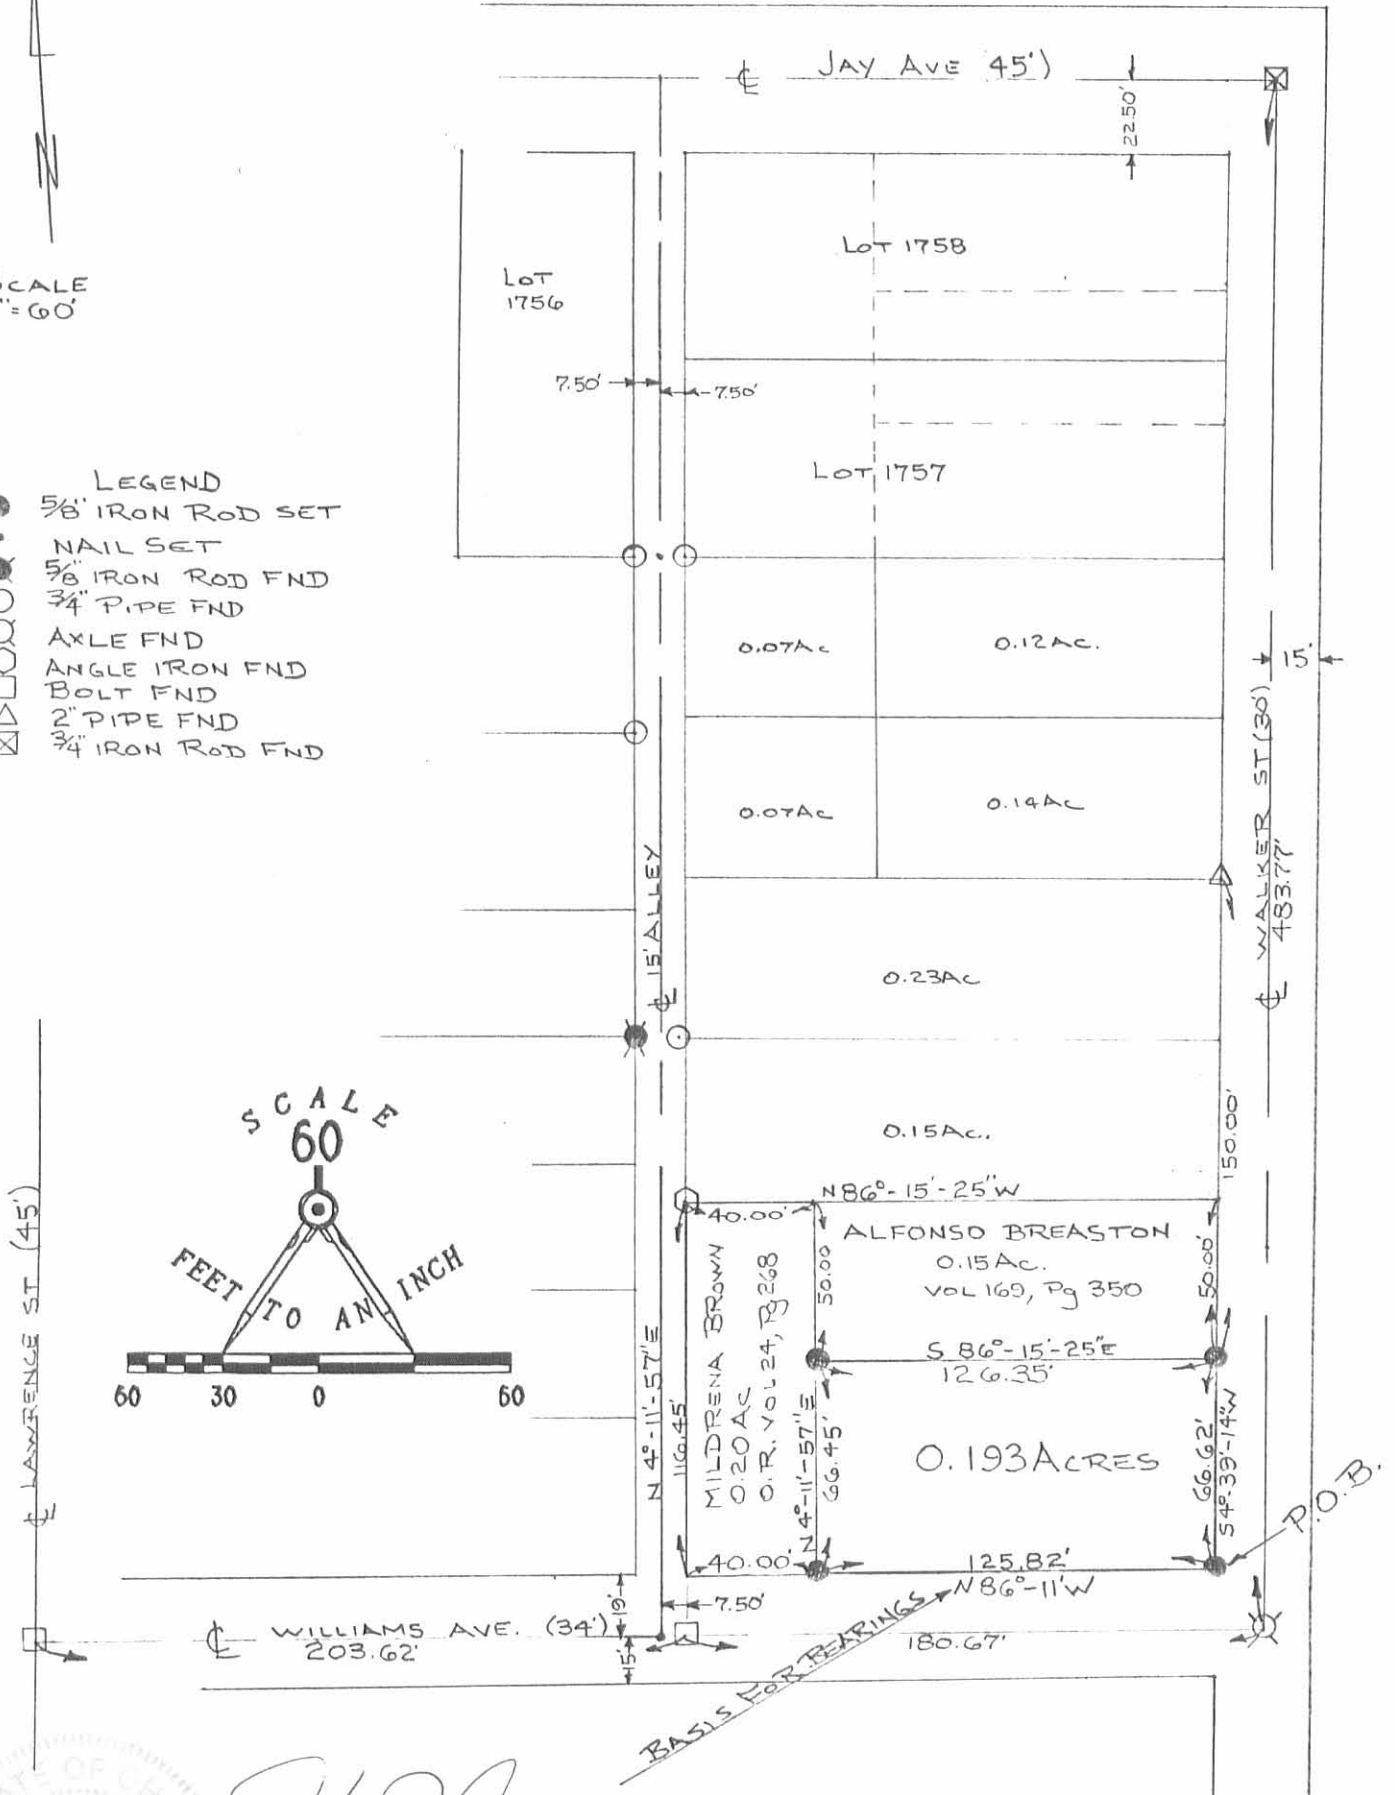 JAY AVE 45')
22.50'
N
SCALE
"=60'
LOT 1758
LOT
1756
7.50'
7.50'
LOT 1757
LEGEND
5/8" IRON ROD SET
NAIL SET
5/8" IRON ROD FND
3/4" PIPE FND
AXLE FND
ANGLE IRON FND
BOLT FND
2" PIPE FND
3/4" IRON ROD FND
0.07AC
0.12AC.
15'
0.07AC
0.14AC
WALKER ST (30')
483.77'
15' ALLEY
0.23AC
0.15AC.
150.00'
SCALE
60
FEET TO AN INCH
60 30 0 60
LAWRENCE ST (45')
N86°-15'-25"W
40.00'
ALFONSO BREASTON
0.15AC.
VOL 169, Pg 350
50.00
50.00'
MILDRENA BROWN
0.20AC
O.R. VOL 24, Pg 268
S 86°-15'-25"E
126.35'
N 4°-11'-57"E
116.45'
N 4°-11'-57"E
66.45'
0.193ACRES
66.62'
S4°-39'-14"W
P.O.B.
40.00'
125.82'
N86°-11'W
19'
7.50'
WILLIAMS AVE. (34')
203.62'
15'
180.67'
BASIS FOR BEARINGS